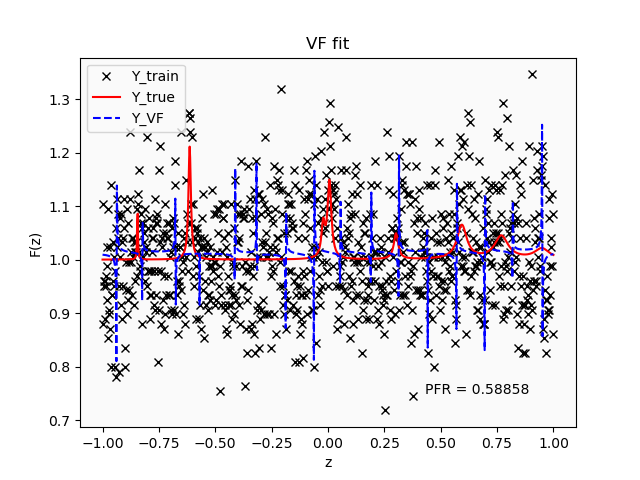 VF fit
Y_train
Y_true
Y_VF
F(z)
1.3
1.2
1.1
1.0
0.9
0.8
0.7
PFR = 0.58858
−1.00 −0.75 −0.50 −0.25 0.00 0.25 0.50 0.75 1.00
z